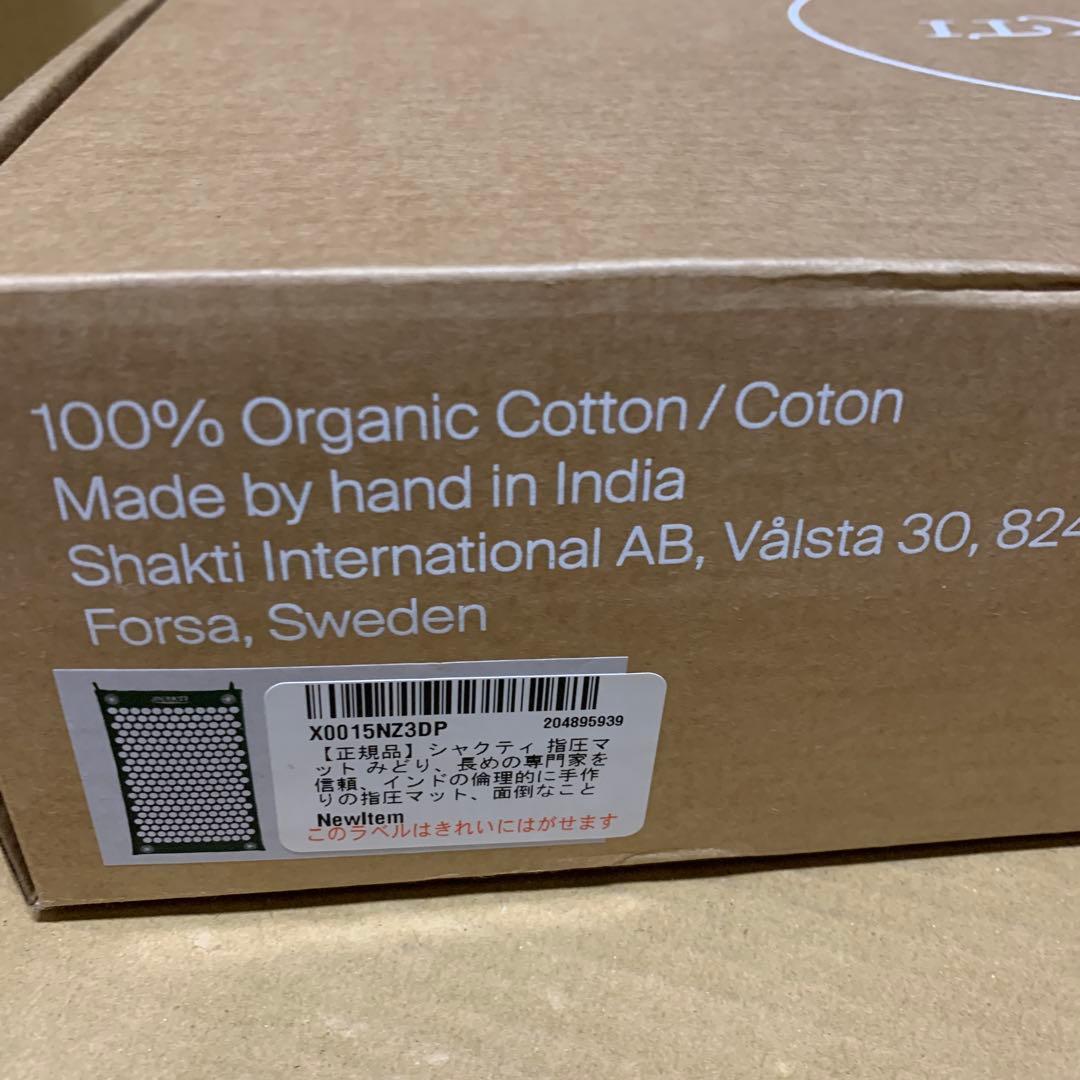 KTI
100% Organic Cotton / Coton
Made by hand in India
Shakti International AB, Vålsta 30, 824
Forsa, Sweden
X0015NZ3DP
204895939
【正規品】シャクティ 指圧マ
ット みどり、長めの専門家を
信頼、インドの倫理的に手作
りの指圧マット、面倒なこと
NewItem
このラベルはきれいにはがせます